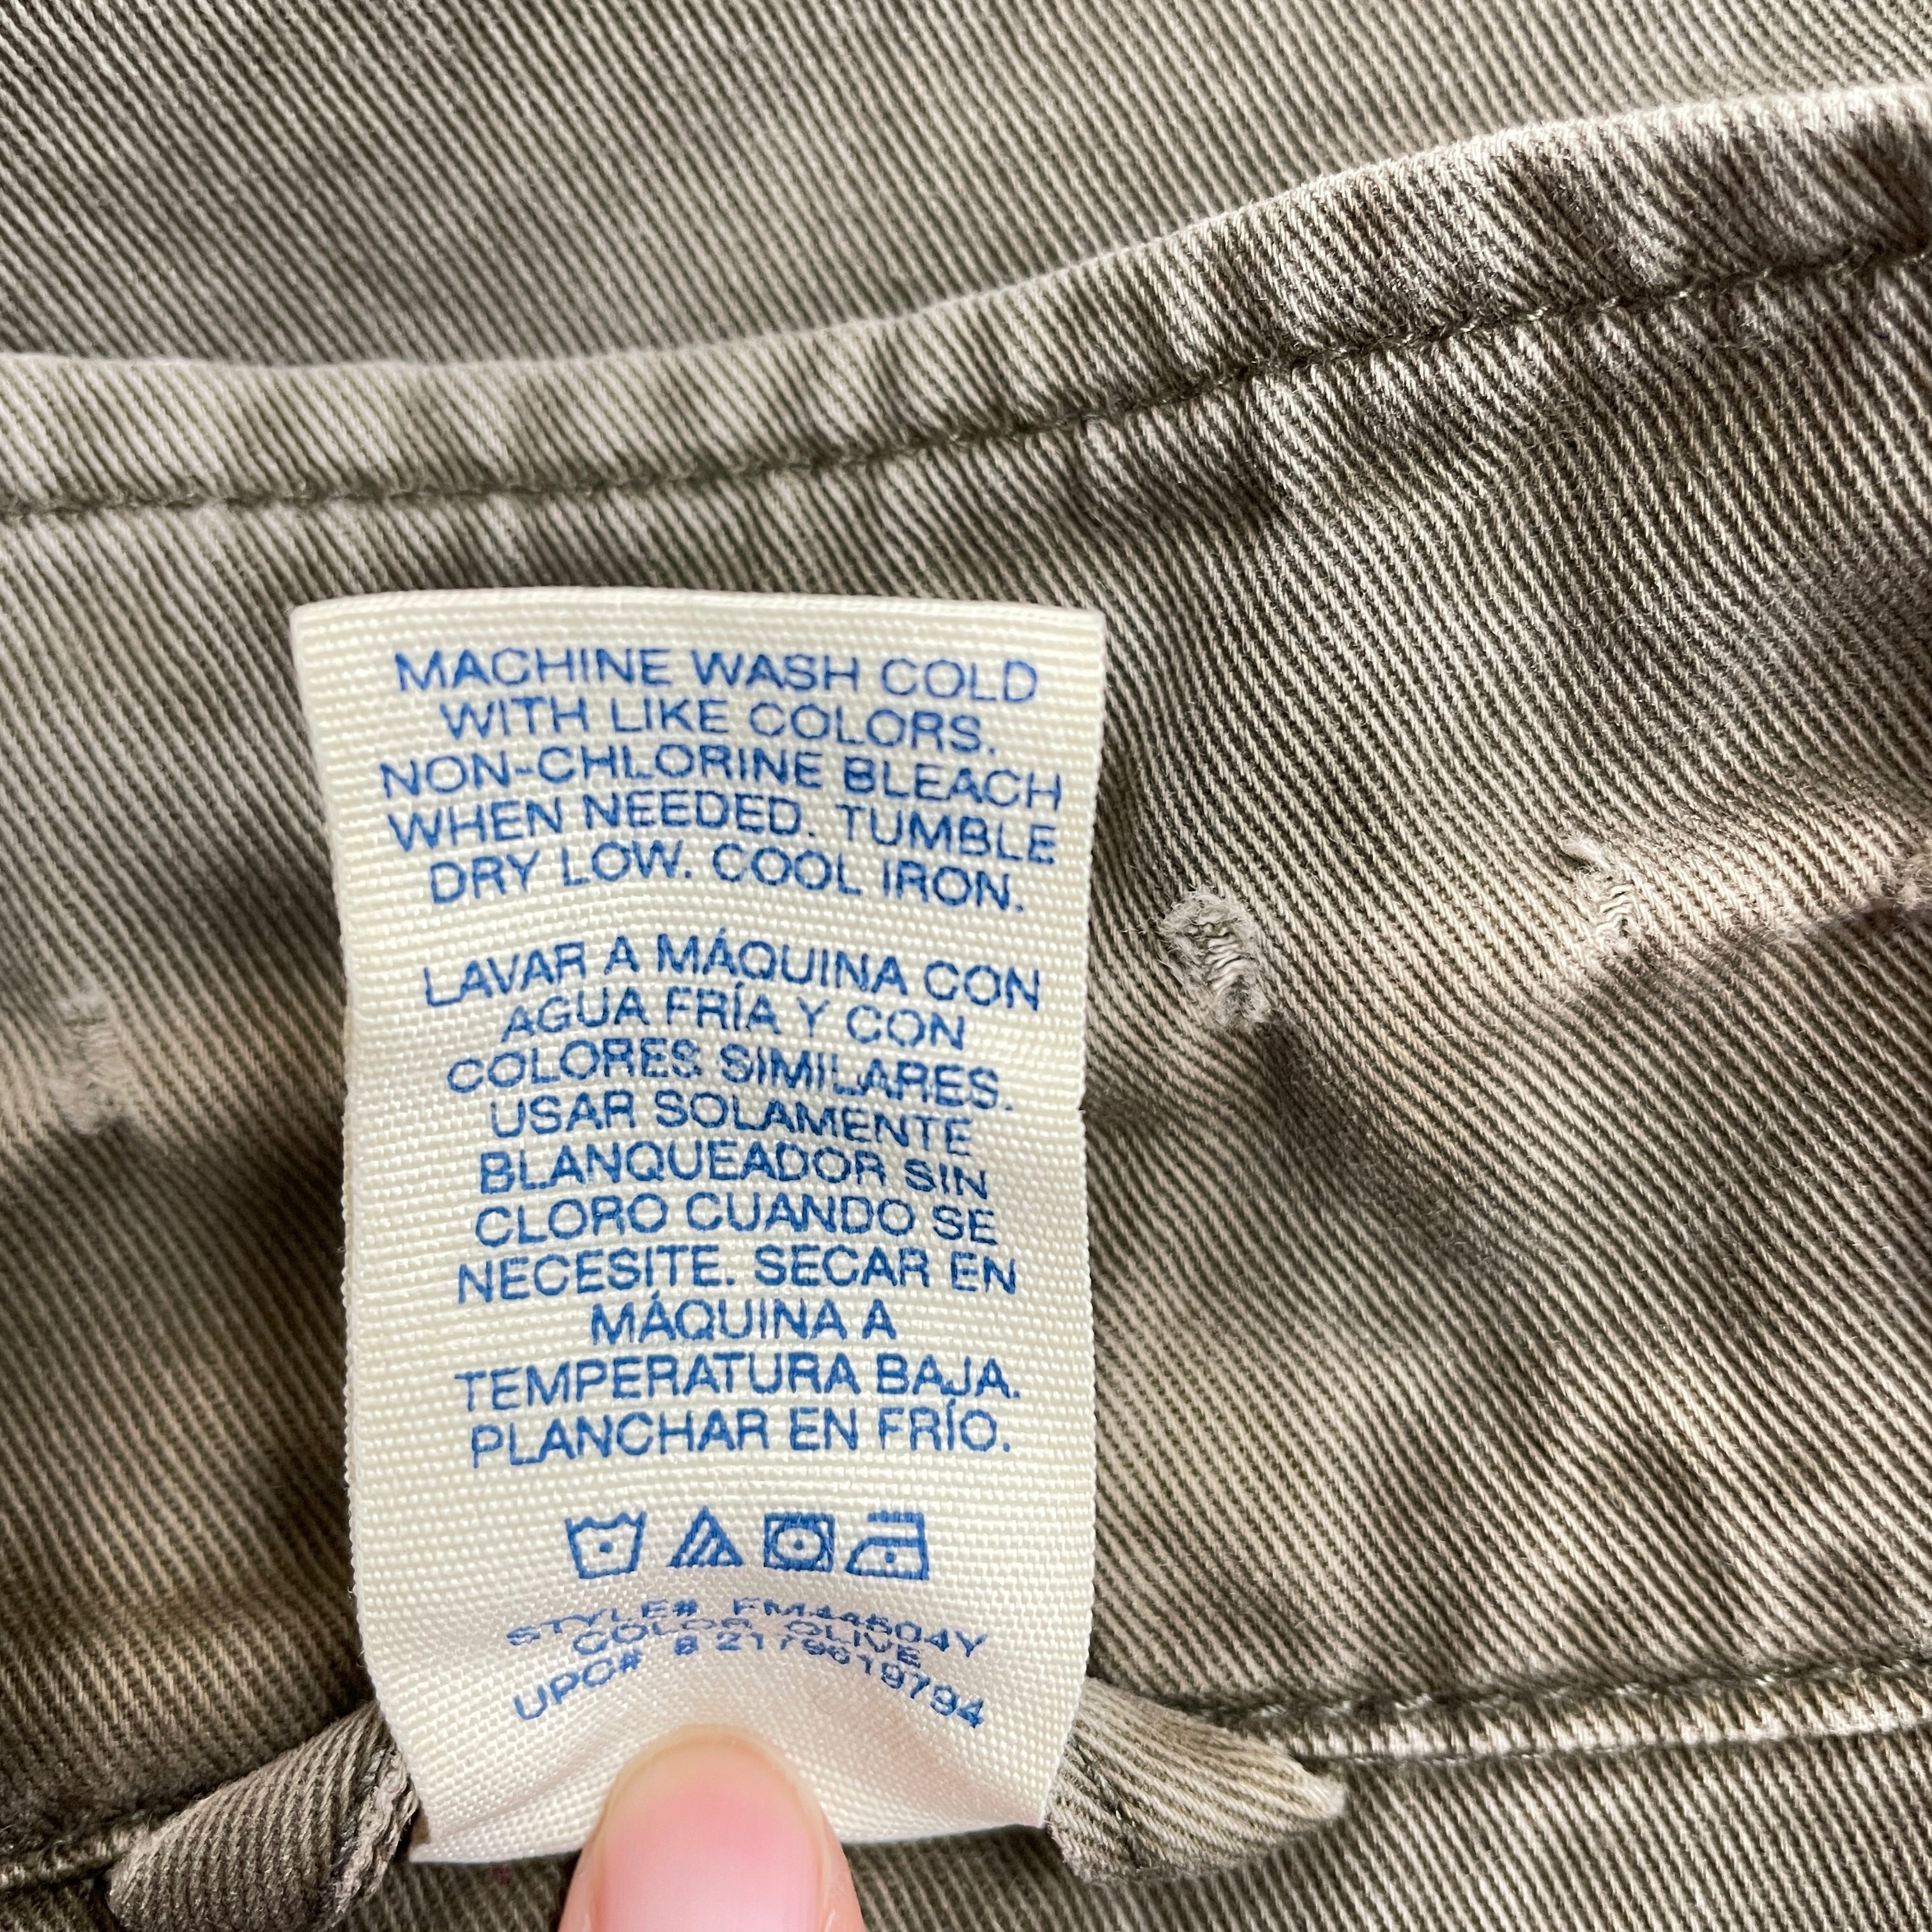 MACHINE WASH COLD
WITH LIKE COLORS.
NON-CHLORINE BLEACH
WHEN NEEDED. TUMBLE
DRY LOW. COOL IRON.
LAVAR A MÁQUINA CON
AGUA FRÍA Y CON
COLORES SIMILARES.
USAR SOLAMENTE
BLANQUEADOR SIN
CLORO CUANDO SE
NECESITE. SECAR EN
MÁQUINA A
TEMPERATURA BAJA.
PLANCHAR EN FRÍO.
STYLE# FM44504Y
COLOR OLIVE
UPC# 8 2179619794